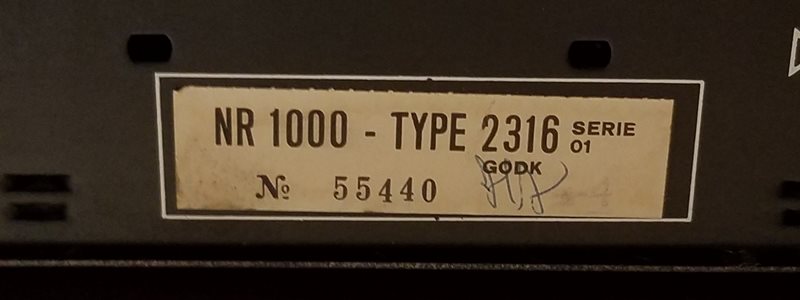 NR 1000 - TYPE 2316 SERIE 01
GODK
№ 55440